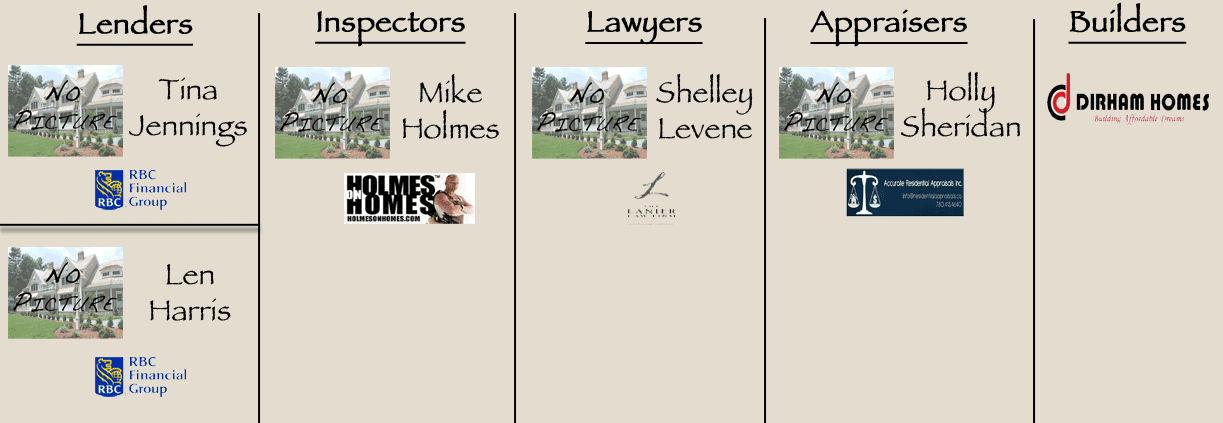 Lenders
NO
PICTURE
Tina
Jennings
RBC
RBC
Financial
Group
NO
PICTURE
Len
Harris
RBC
RBC
Financial
Group
Inspectors
NO
PICTURE
Mike
Holmes
HOLMES
ON
HOMES
HOLMESONHOMES.COM
Lawyers
NO
PICTURE
Shelley
Levene
L
THE
LANIER
LAW FIRM
Appraisers
NO
PICTURE
Holly
Sheridan
Accurate Residential Appraisals Inc.
Builders
d
DIRHAM HOMES
Building Affordable Dreams